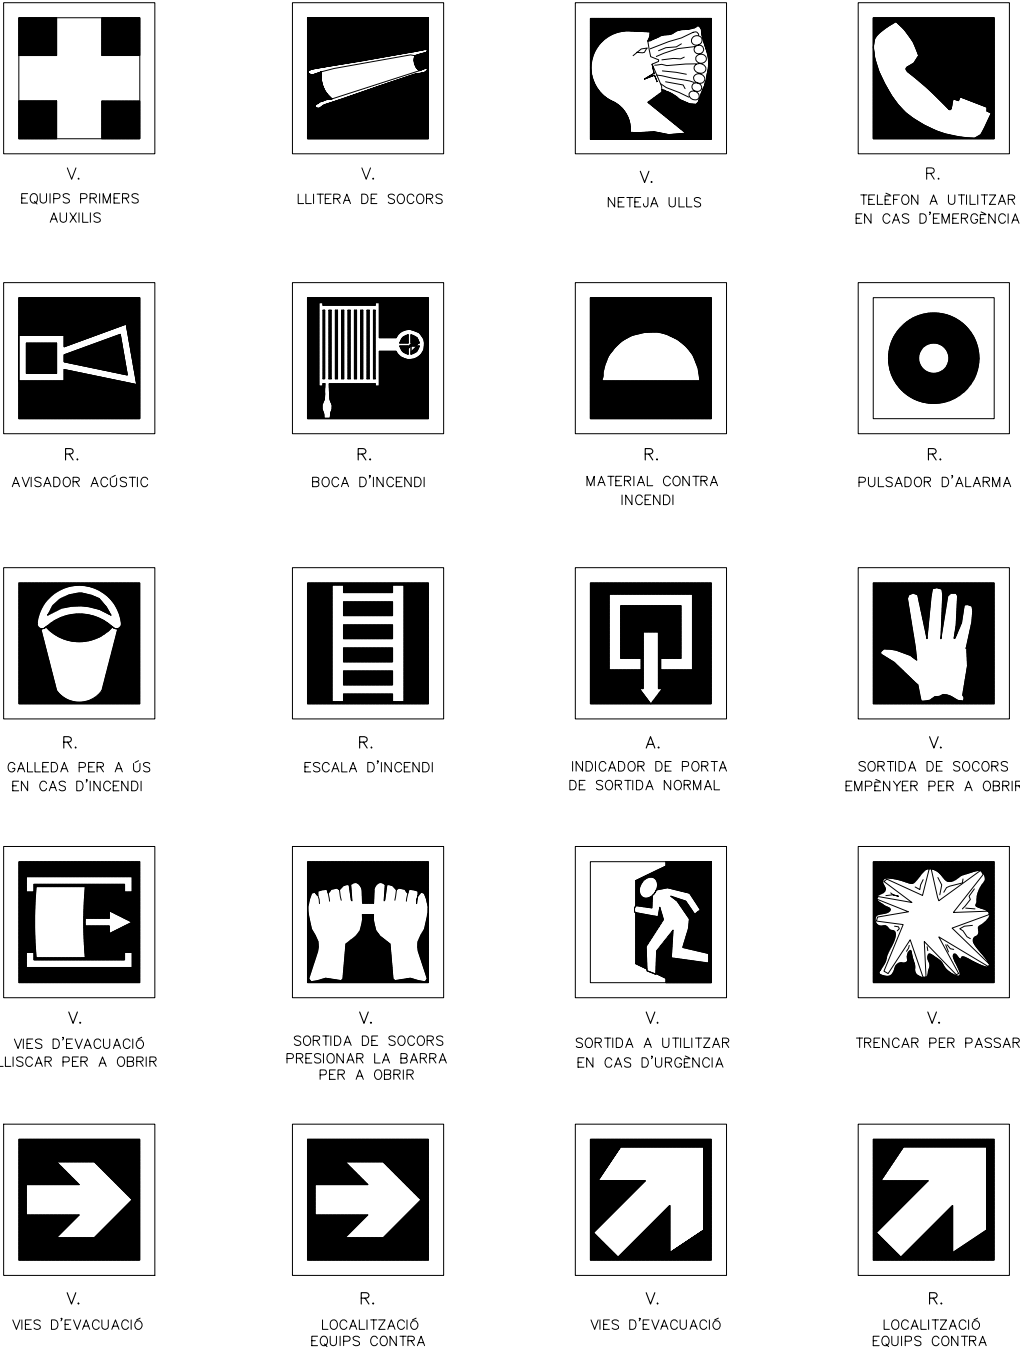 V.
EQUIPS PRIMERS
AUXILIS
V.
LLITERA DE SOCORS
V.
NETEJA ULLS
R.
TELÈFON A UTILITZAR
EN CAS D'EMERGÈNCIA
R.
AVISADOR ACÚSTIC
R.
BOCA D'INCENDI
R.
MATERIAL CONTRA
INCENDI
R.
PULSADOR D'ALARMA
R.
GALLEDA PER A ÚS
EN CAS D'INCENDI
R.
ESCALA D'INCENDI
A.
INDICADOR DE PORTA
DE SORTIDA NORMAL
V.
SORTIDA DE SOCORS
EMPÈNYER PER A OBRIR
V.
VIES D'EVACUACIÓ
LLISCAR PER A OBRIR
V.
SORTIDA DE SOCORS
PRESIONAR LA BARRA
PER A OBRIR
V.
SORTIDA A UTILITZAR
EN CAS D'URGÈNCIA
V.
TRENCAR PER PASSAR
V.
VIES D'EVACUACIÓ
R.
LOCALITZACIÓ
EQUIPS CONTRA
V.
VIES D'EVACUACIÓ
R.
LOCALITZACIÓ
EQUIPS CONTRA